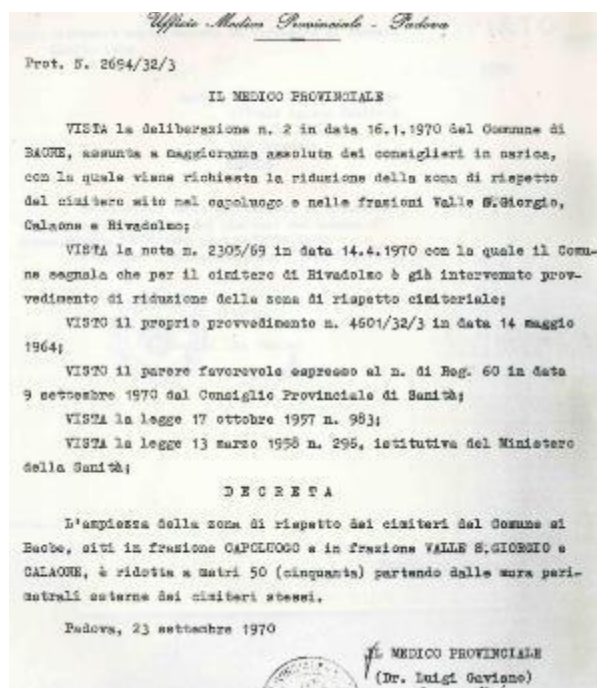 Ufficio Medico Provinciale - Padova
Prot. N. 2694/32/3
IL MEDICO PROVINCIALE
VISTA la deliberazione n. 2 in data 16.1.1970 del Comune di
BAONE, assunta a maggioranza assoluta dei consiglieri in carica,
con la quale viene richiesta la riduzione della zona di rispetto
del cimitero sito nel capoluogo e nelle frazioni Valle S.Giorgio,
Calaone e Rivadolmo;
VISTA la nota n. 2305/69 in data 14.4.1970 con la quale il Comu-
ne segnala che per il cimitero di Rivadolmo è già intervenuto prov-
vedimento di riduzione della zona di rispetto cimiteriale;
VISTO il proprio provvedimento n. 4601/32/3 in data 14 maggio
1964;
VISTO il parere favorevole espresso al n. di Reg. 60 in data
9 settembre 1970 dal Consiglio Provinciale di Sanità;
VISTA la legge 17 ottobre 1957 n. 983;
VISTA la legge 13 marzo 1958 n. 296, istitutiva del Ministero
della Sanità;
D E C R E T A
L'ampiezza della zona di rispetto dei cimiteri del Comune di
Baone, siti in frazione CAPOLUOGO e in frazione VALLE S.GIORGIO e
CALAONE, è ridotta a metri 50 (cinquanta) partendo dalle mura peri-
metrali esterne dei cimiteri stessi.
Padova, 23 settembre 1970
IL MEDICO PROVINCIALE
(Dr. Luigi Gaviano)